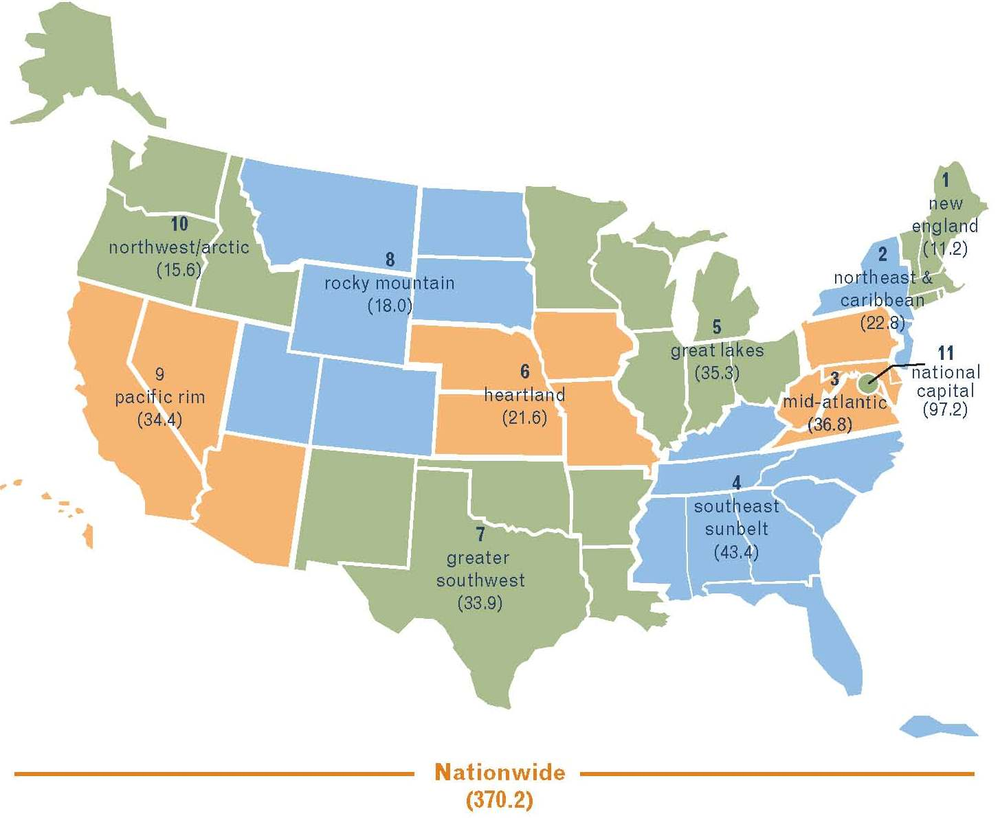 1
new
england
(11.2)
2
northeast &
caribbean
(22.8)
3
mid-atlantic
(36.8)
4
southeast
sunbelt
(43.4)
5
great lakes
(35.3)
6
heartland
(21.6)
7
greater
southwest
(33.9)
8
rocky mountain
(18.0)
9
pacific rim
(34.4)
10
northwest/arctic
(15.6)
11
national
capital
(97.2)
Nationwide
(370.2)